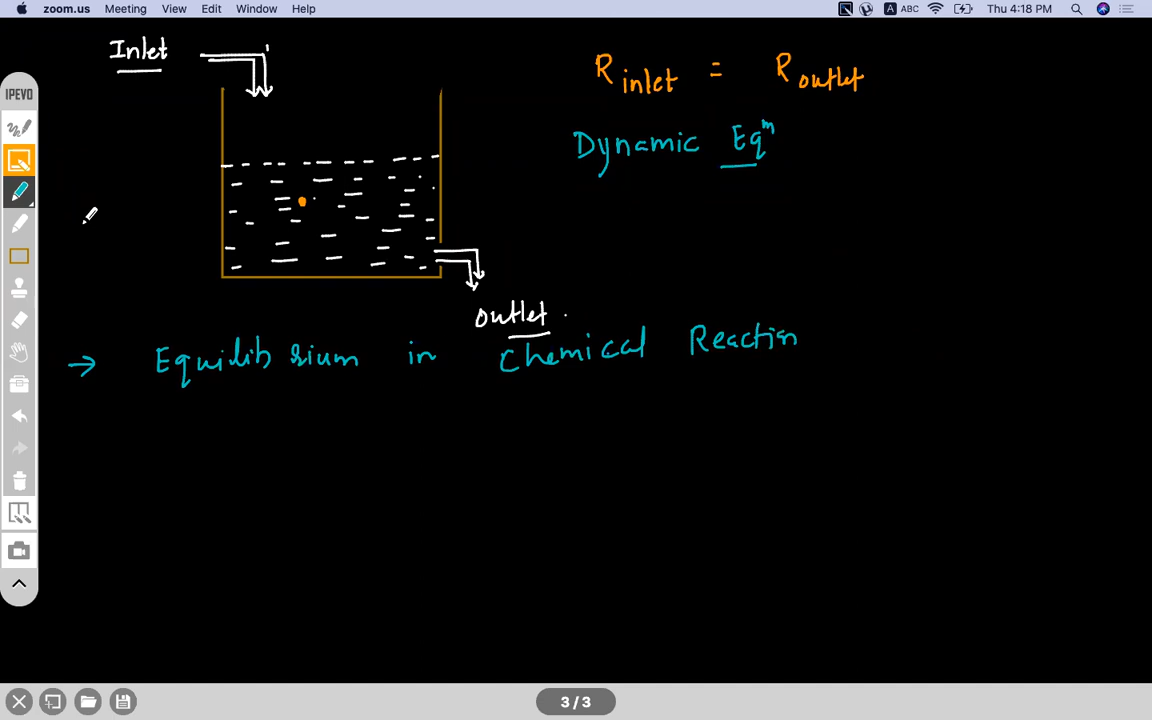 zoom.us Meeting View Edit Window Help A ABC Thu 4:18 PM
Inlet
R inlet = R outlet
IPEVO
Dynamic Eqᵐ
outlet
→ Equilibrium in Chemical Reaction
3/3